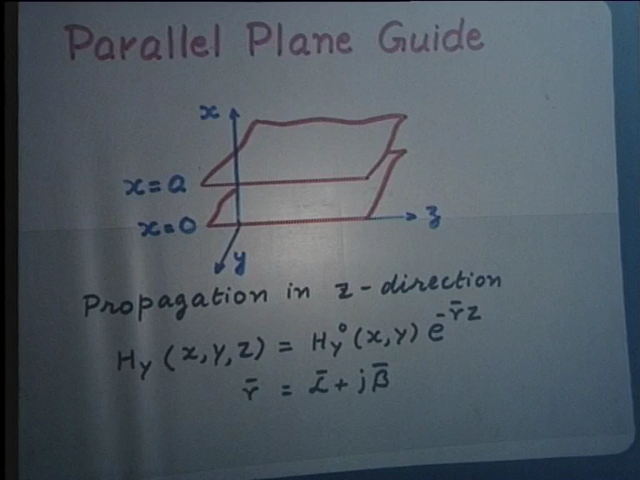 Parallel Plane Guide
x
x=a
x=0
z
y
Propagation in z-direction
Hy (x,y,z) = Hy°(x,y) e^-γ̄z
γ̄ = ᾱ + jβ̄